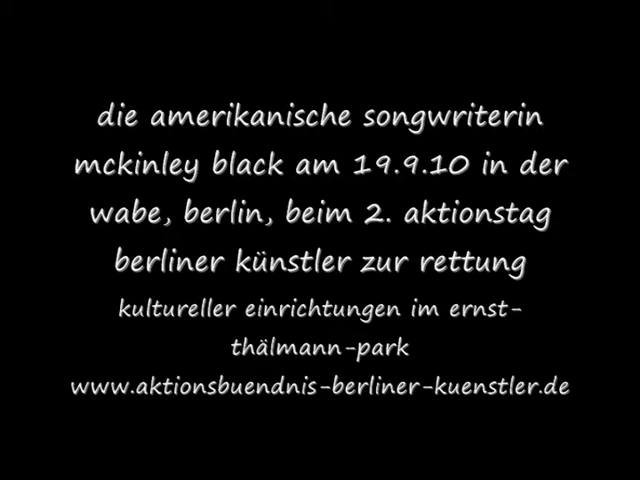 die amerikanische songwriterin
mckinley black am 19.9.10 in der
wabe, berlin, beim 2. aktionstag
berliner künstler zur rettung
kultureller einrichtungen im ernst-
thälmann-park
www.aktionsbuendnis-berliner-kuenstler.de